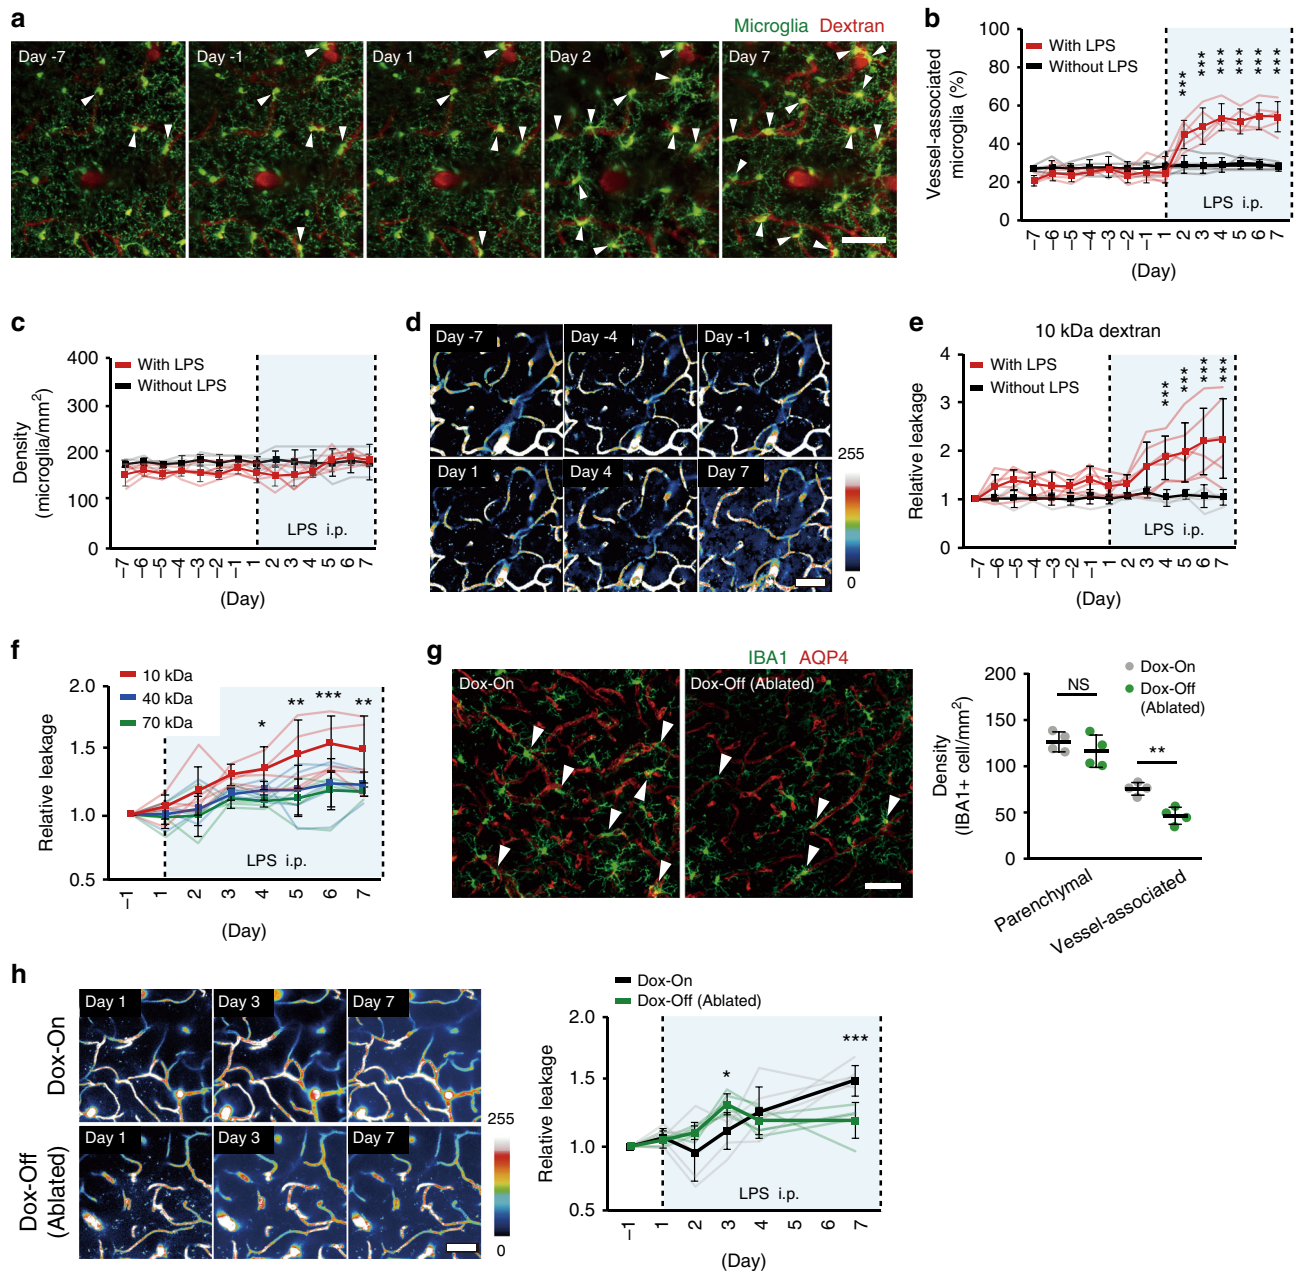 a
Microglia Dextran
Day -7
Day -1
Day 1
Day 2
Day 7
b
Vessel-associated
microglia (%)
100
80
60
40
20
0
With LPS
Without LPS
***
***
***
***
***
***
LPS i.p.
–7
–6
–5
–4
–3
–2
–1
1
2
3
4
5
6
7
(Day)
c
Density
(microglia/mm²)
400
300
200
100
0
With LPS
Without LPS
LPS i.p.
–7
–6
–5
–4
–3
–2
–1
1
2
3
4
5
6
7
(Day)
d
Day -7
Day -4
Day -1
Day 1
Day 4
Day 7
255
0
e
10 kDa dextran
Relative leakage
4
3
2
1
0
With LPS
Without LPS
***
***
***
***
LPS i.p.
–7
–6
–5
–4
–3
–2
–1
1
2
3
4
5
6
7
(Day)
f
Relative leakage
2.0
1.5
1.0
0.5
10 kDa
40 kDa
70 kDa
*
**
***
**
LPS i.p.
–1
1
2
3
4
5
6
7
(Day)
g
IBA1 AQP4
Dox-On
Dox-Off (Ablated)
Density
(IBA1+ cell/mm²)
200
150
100
50
0
Dox-On
Dox-Off
(Ablated)
NS
**
Parenchymal
Vessel-associated
h
Dox-On
Day 1
Day 3
Day 7
Dox-Off
(Ablated)
Day 1
Day 3
Day 7
255
0
Dox-On
Dox-Off (Ablated)
Relative leakage
2.0
1.5
1.0
0.5
*
***
LPS i.p.
–1
1
2
3
4
5
6
7
(Day)